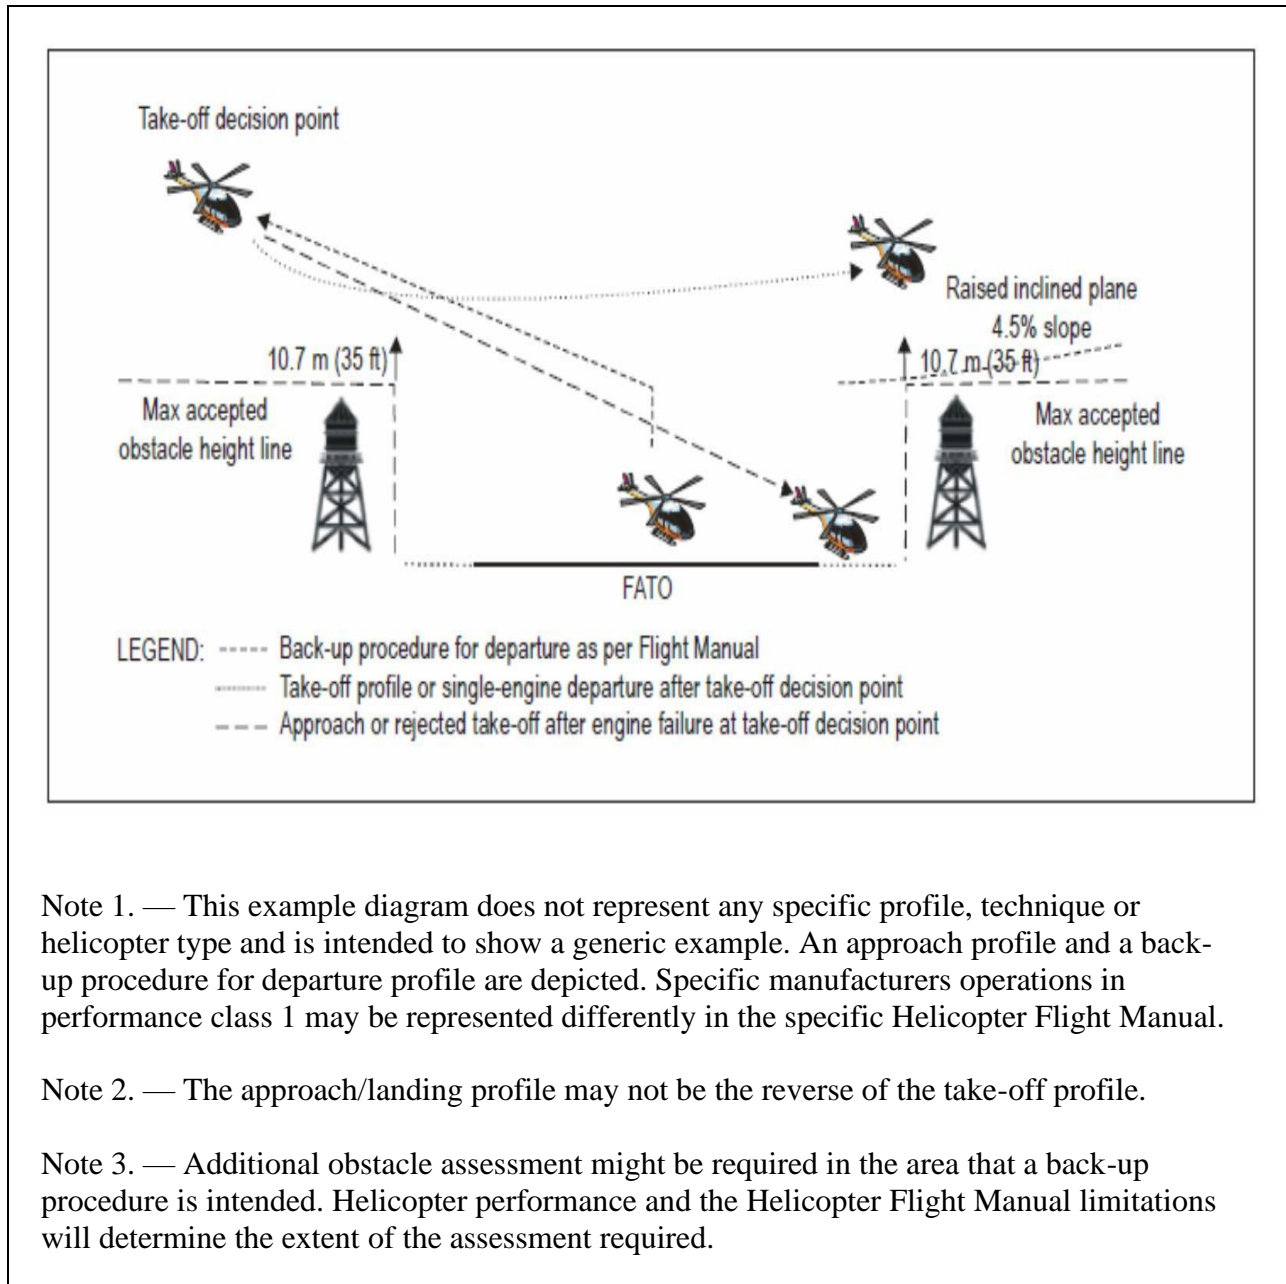 Take-off decision point
Raised inclined plane
4.5% slope
10.7 m (35 ft)
10.7 m (35 ft)
Max accepted
obstacle height line
Max accepted
obstacle height line
FATO
LEGEND: ----- Back-up procedure for departure as per Flight Manual
.......... Take-off profile or single-engine departure after take-off decision point
– – – Approach or rejected take-off after engine failure at take-off decision point
Note 1. — This example diagram does not represent any specific profile, technique or
helicopter type and is intended to show a generic example. An approach profile and a back-
up procedure for departure profile are depicted. Specific manufacturers operations in
performance class 1 may be represented differently in the specific Helicopter Flight Manual.
Note 2. — The approach/landing profile may not be the reverse of the take-off profile.
Note 3. — Additional obstacle assessment might be required in the area that a back-up
procedure is intended. Helicopter performance and the Helicopter Flight Manual limitations
will determine the extent of the assessment required.